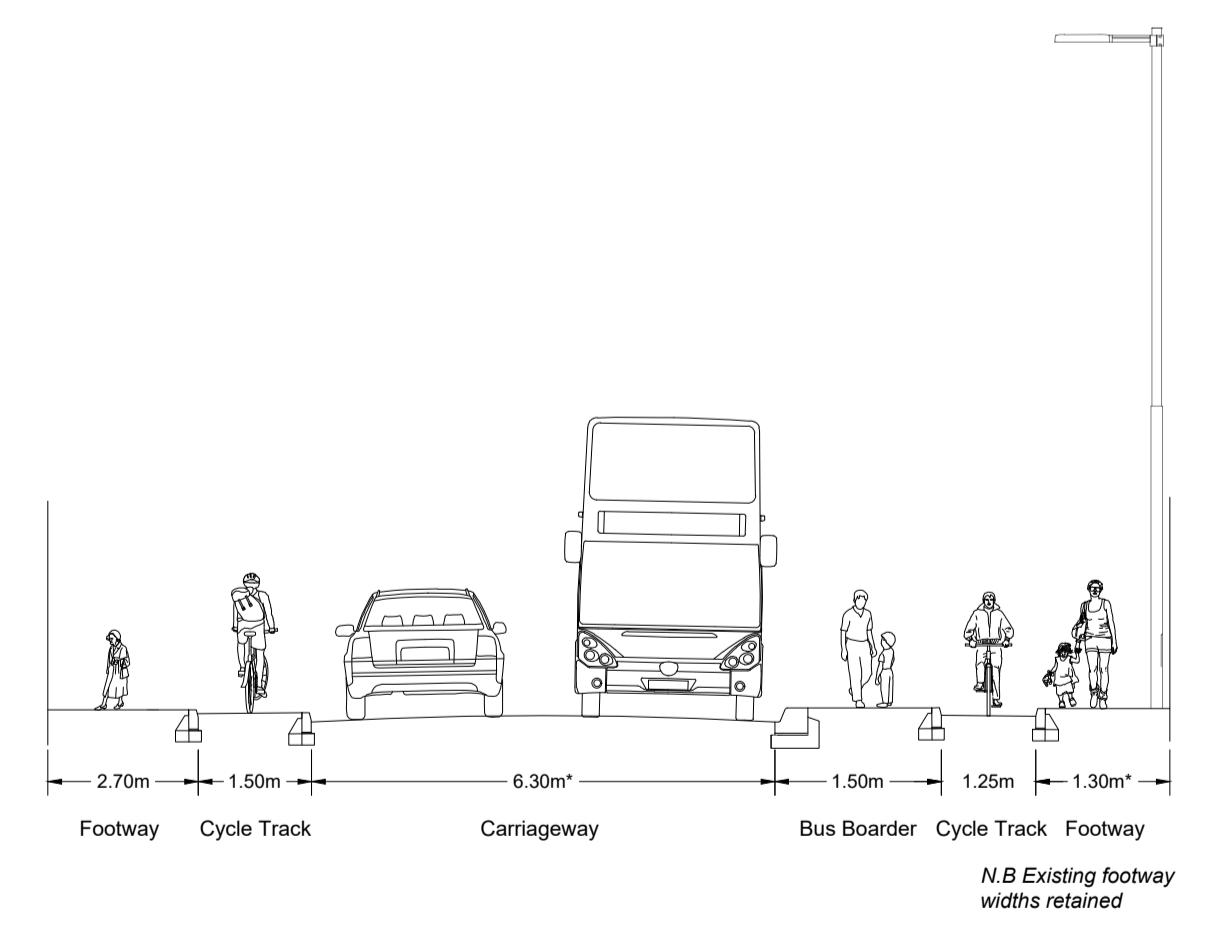 2.70m 1.50m 6.30m* 1.50m 1.25m 1.30m*
Footway Cycle Track Carriageway Bus Boarder Cycle Track Footway
N.B Existing footway
widths retained